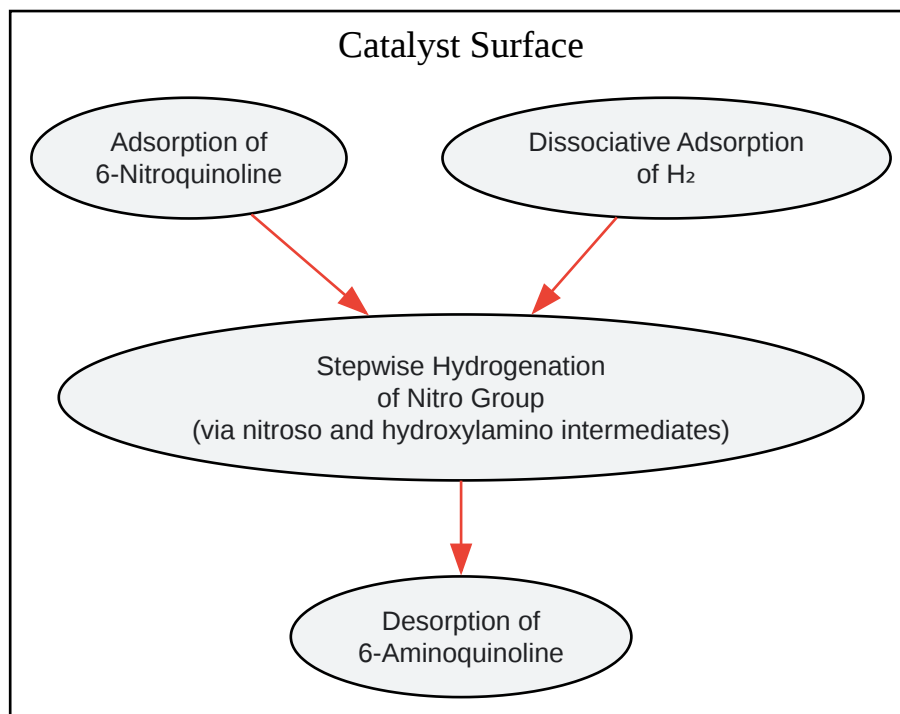 Catalyst Surface
Adsorption of
6-Nitroquinoline
Dissociative Adsorption
of H₂
Stepwise Hydrogenation
of Nitro Group
(via nitroso and hydroxylamino intermediates)
Desorption of
6-Aminoquinoline